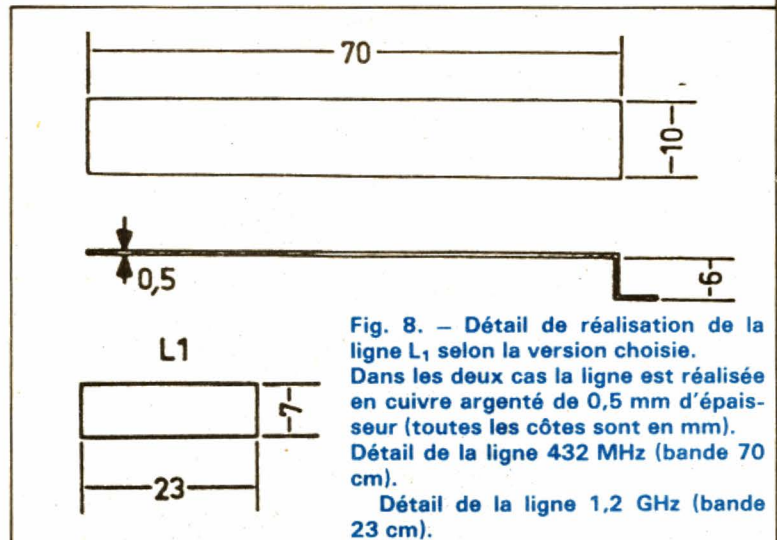 70
-10-
0,5
-6-
L1
-7-
23
Fig. 8. – Détail de réalisation de la
ligne L₁ selon la version choisie.
Dans les deux cas la ligne est réalisée
en cuivre argenté de 0,5 mm d'épais-
seur (toutes les côtes sont en mm).
Détail de la ligne 432 MHz (bande 70
cm).
Détail de la ligne 1,2 GHz (bande
23 cm).